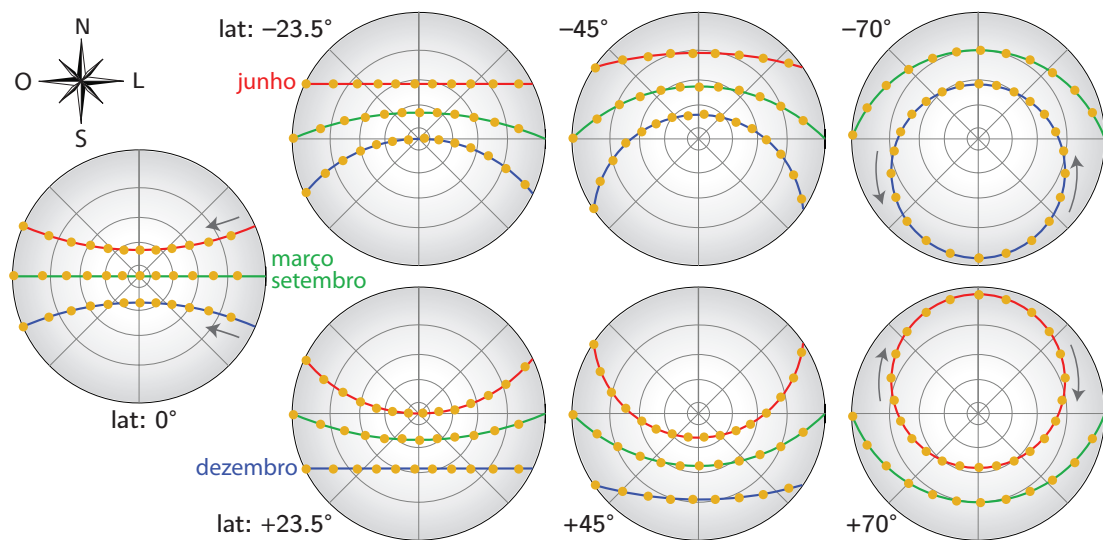 N
O L
S
lat: −23.5°
−45°
−70°
junho
março
setembro
lat: 0°
dezembro
lat: +23.5°
+45°
+70°